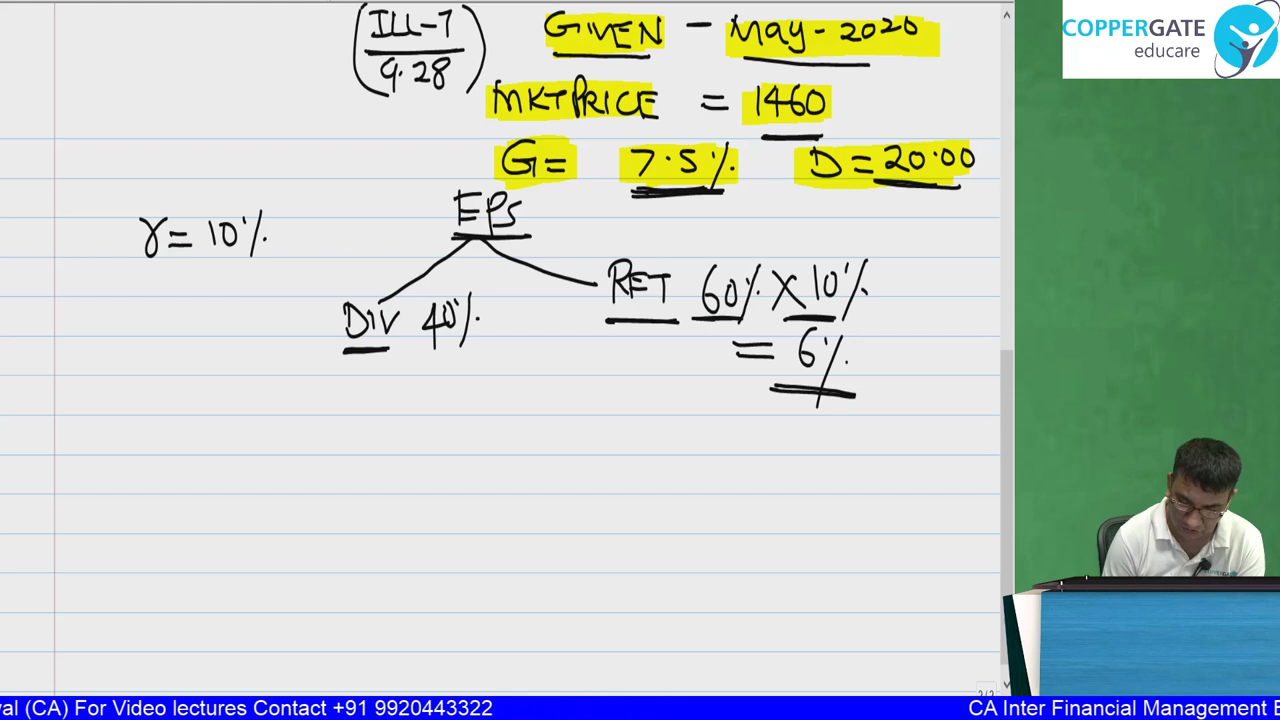 (ILL-7 / 9.28)
GIVEN - May-2020
MKT PRICE = 1460
G= 7.5% D=20.00
EPS
r = 10%
DIV 40%
RET 60% X 10%
= 6%
COPPERGATE
educare
val (CA) For Video lectures Contact +91 9920443322
CA Inter Financial Management E